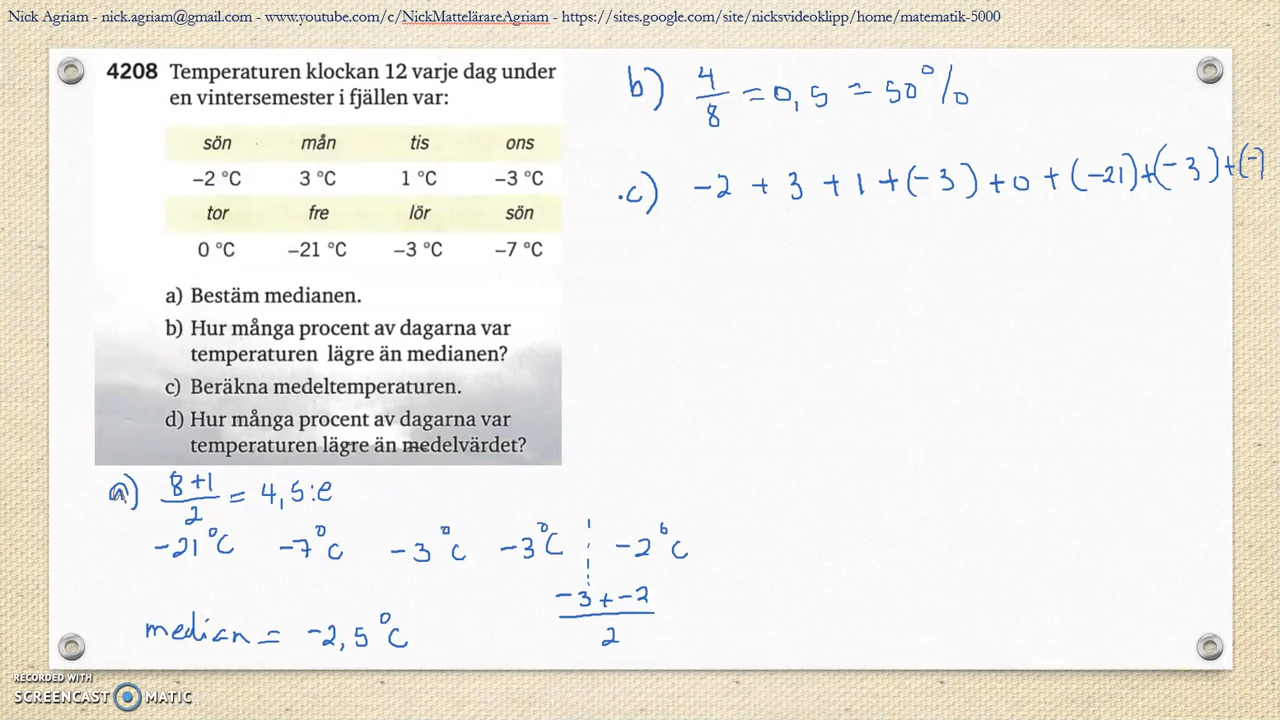 Nick Agriam - nick.agriam@gmail.com - www.youtube.com/c/NickMattelärareAgriam - https://sites.google.com/site/nicksvideoklipp/home/matematik-5000
4208 Temperaturen klockan 12 varje dag under
en vintersemester i fjällen var:
sön mån tis ons
–2 °C 3 °C 1 °C –3 °C
tor fre lör sön
0 °C –21 °C –3 °C –7 °C
a) Bestäm medianen.
b) Hur många procent av dagarna var
temperaturen lägre än medianen?
c) Beräkna medeltemperaturen.
d) Hur många procent av dagarna var
temperaturen lägre än medelvärdet?
a) 8+1/2 = 4,5:e
-21°C -7°C -3°C -3°C -2°C
-3+-2/2
median = -2,5°C
b) 4/8 = 0,5 = 50%
c) -2 + 3 + 1 + (-3) + 0 + (-21)+(-3)+(-7
RECORDED WITH
SCREENCAST MATIC